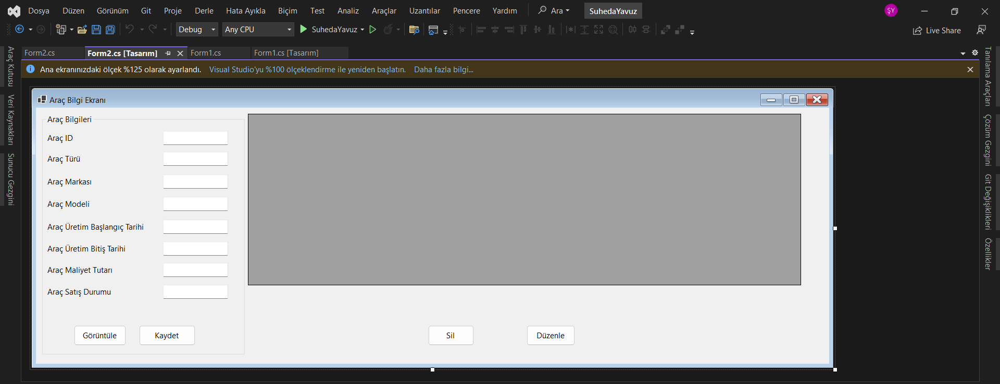 Dosya Düzen Görünüm Git Proje Derle Hata Ayıkla Biçim Test Analiz Araçlar Uzantılar Pencere Yardım Ara SuhedaYavuz ŞY
Debug Any CPU SuhedaYavuz Live Share
Form2.cs Form2.cs [Tasarım] Form1.cs Form1.cs [Tasarım]
Ana ekranınızdaki ölçek %125 olarak ayarlandı. Visual Studio'yu %100 ölçeklendirme ile yeniden başlatın. Daha fazla bilgi...
Araç Kutusu
Veri Kaynakları
Sunucu Gezgini
Araç Bilgi Ekranı
Araç Bilgileri
Araç ID
Araç Türü
Araç Markası
Araç Modeli
Araç Üretim Başlangıç Tarihi
Araç Üretim Bitiş Tarihi
Araç Maliyet Tutarı
Araç Satış Durumu
Görüntüle Kaydet Sil Düzenle
Tanılama Araçları
Çözüm Gezgini
Git Değişiklikleri
Özellikler